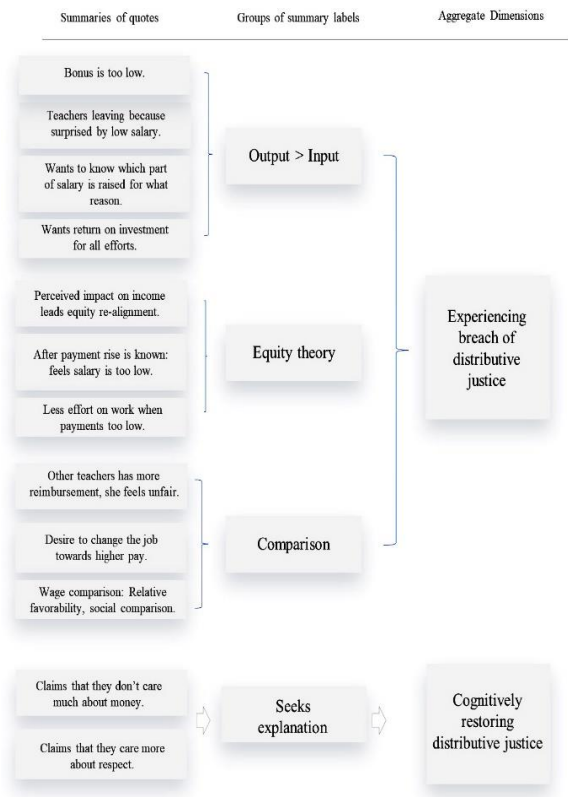 Summaries of quotes
Groups of summary labels
Aggregate Dimensions
Bonus is too low.
Teachers leaving because
surprised by low salary.
Wants to know which part
of salary is raised for what
reason.
Wants return on investment
for all efforts.
Output > Input
Perceived impact on income
leads equity re-alignment.
After payment rise is known:
feels salary is too low.
Less effort on work when
payments too low.
Equity theory
Other teachers has more
reimbursement, she feels unfair.
Desire to change the job
towards higher pay.
Wage comparison: Relative
favorability, social comparison.
Comparison
Experiencing
breach of
distributive
justice
Claims that they don't care
much about money.
Claims that they care more
about respect.
Seeks
explanation
Cognitively
restoring
distributive justice